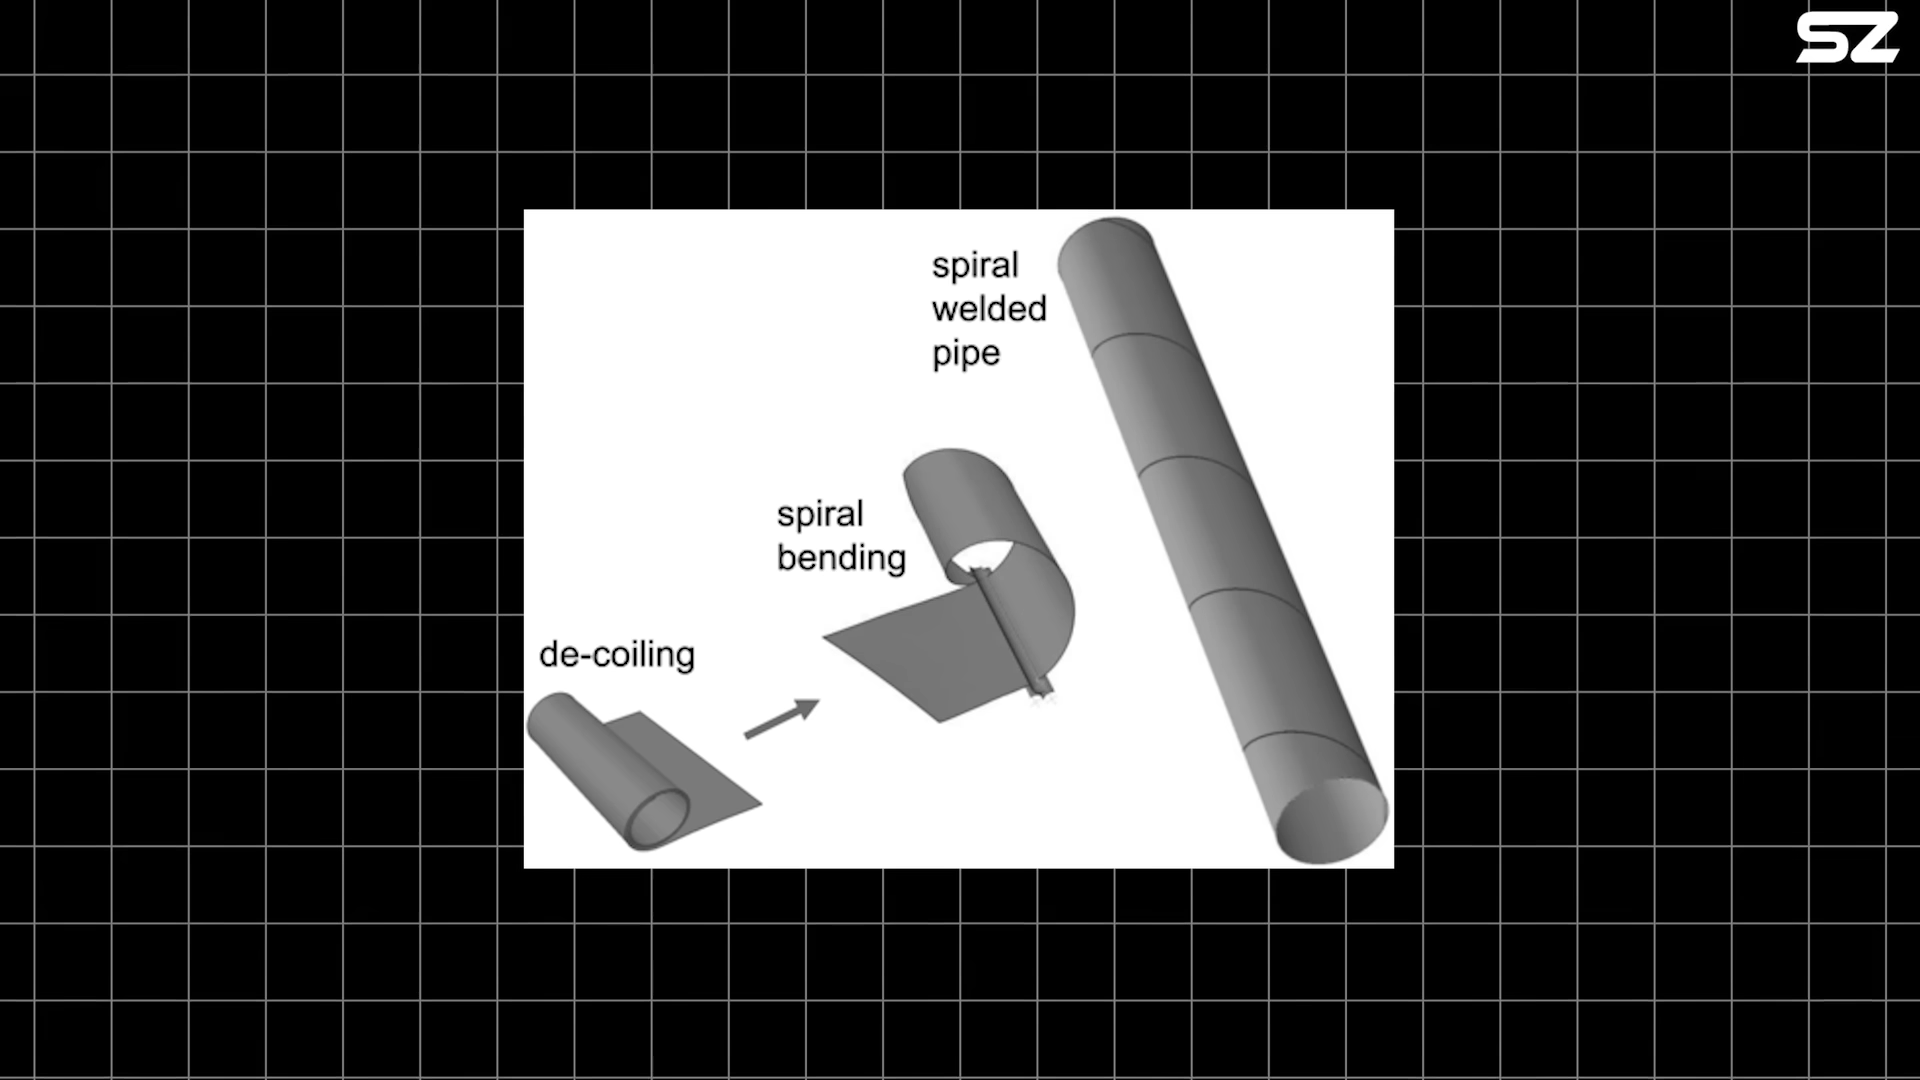 SZ
spiral
welded
pipe
spiral
bending
de-coiling